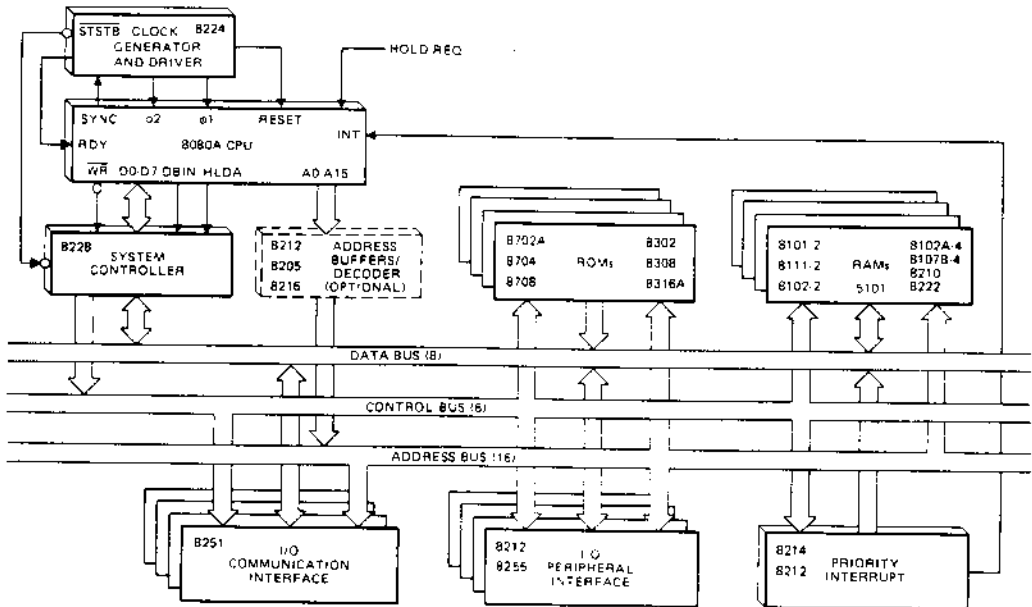 STSTB CLOCK 8224
GENERATOR
AND DRIVER
HOLD REQ
SYNC φ2 φ1 RESET
INT
RDY
8080A CPU
WR D0-D7 DBIN HLDA A0 A15
8228
SYSTEM
CONTROLLER
8212 ADDRESS
8205 BUFFERS/
DECODER
8216 (OPTIONAL)
8702A 8302
8704 ROMs 8308
8708 8316A
8101-2 8102A-4
8107B-4
8111-2 RAMs 8210
8102-2 5101 8222
DATA BUS (8)
CONTROL BUS (6)
ADDRESS BUS (16)
8251
I/O
COMMUNICATION
INTERFACE
8212 I/O
8255 PERIPHERAL
INTERFACE
8214 PRIORITY
8212 INTERRUPT